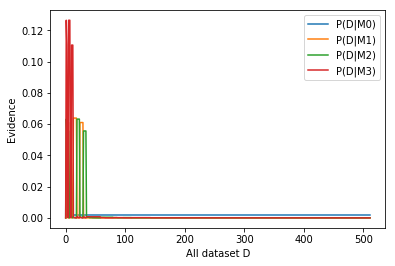 P(D|M0)
P(D|M1)
P(D|M2)
P(D|M3)
0.12
0.10
0.08
0.06
0.04
0.02
0.00
Evidence
0 100 200 300 400 500
All dataset D